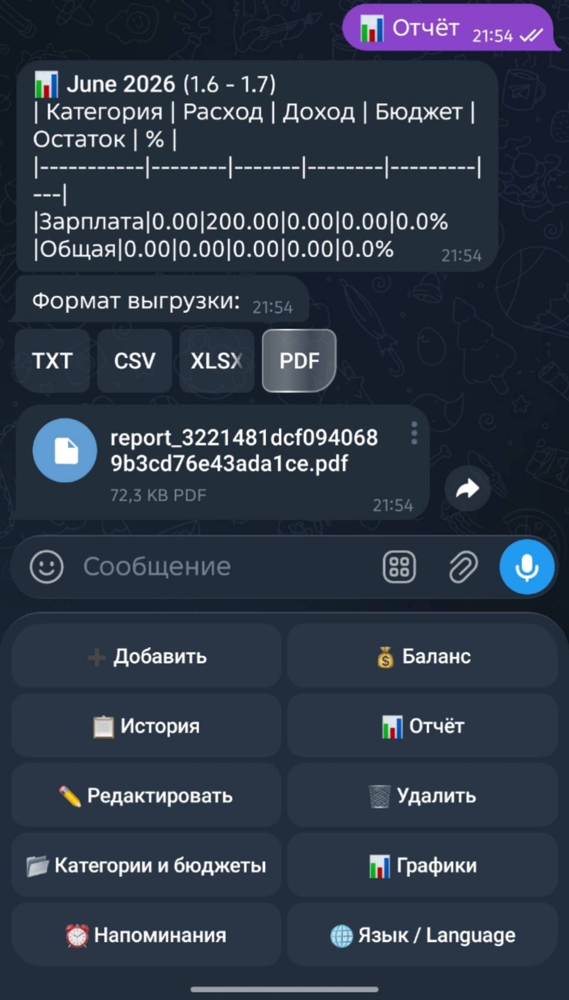 📊 Отчёт 21:54
📊 June 2026 (1.6 - 1.7)
| Категория | Расход | Доход | Бюджет |
Остаток | % |
|-----------|--------|-------|--------|---------|
---|
|Зарплата|0.00|200.00|0.00|0.00|0.0%
|Общая|0.00|0.00|0.00|0.00|0.0% 21:54
Формат выгрузки: 21:54
TXT CSV XLSX PDF
report_3221481dcf094068
9b3cd76e43ada1ce.pdf
72,3 KB PDF
21:54
Сообщение
➕ Добавить
💰 Баланс
📋 История
📊 Отчёт
✏️ Редактировать
🗑️ Удалить
📂 Категории и бюджеты
📊 Графики
⏰ Напоминания
🌐 Язык / Language